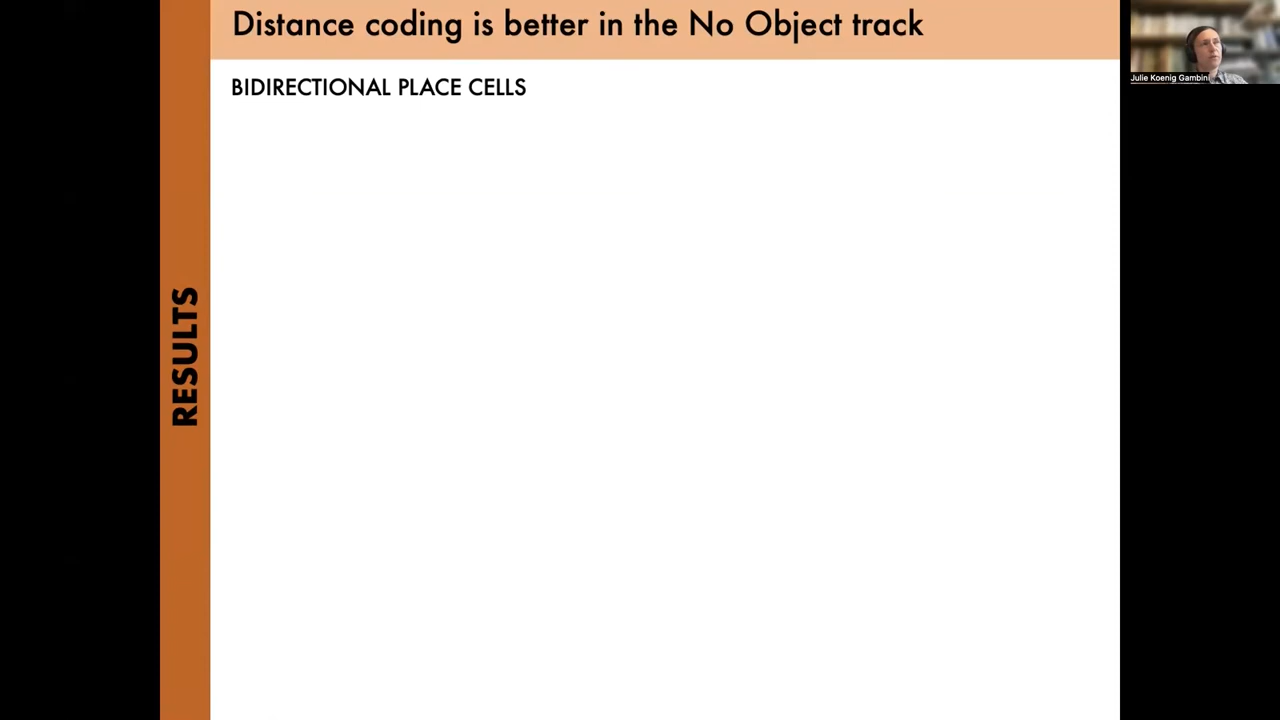 Distance coding is better in the No Object track
BIDIRECTIONAL PLACE CELLS
RESULTS
Julie Koenig Gambini